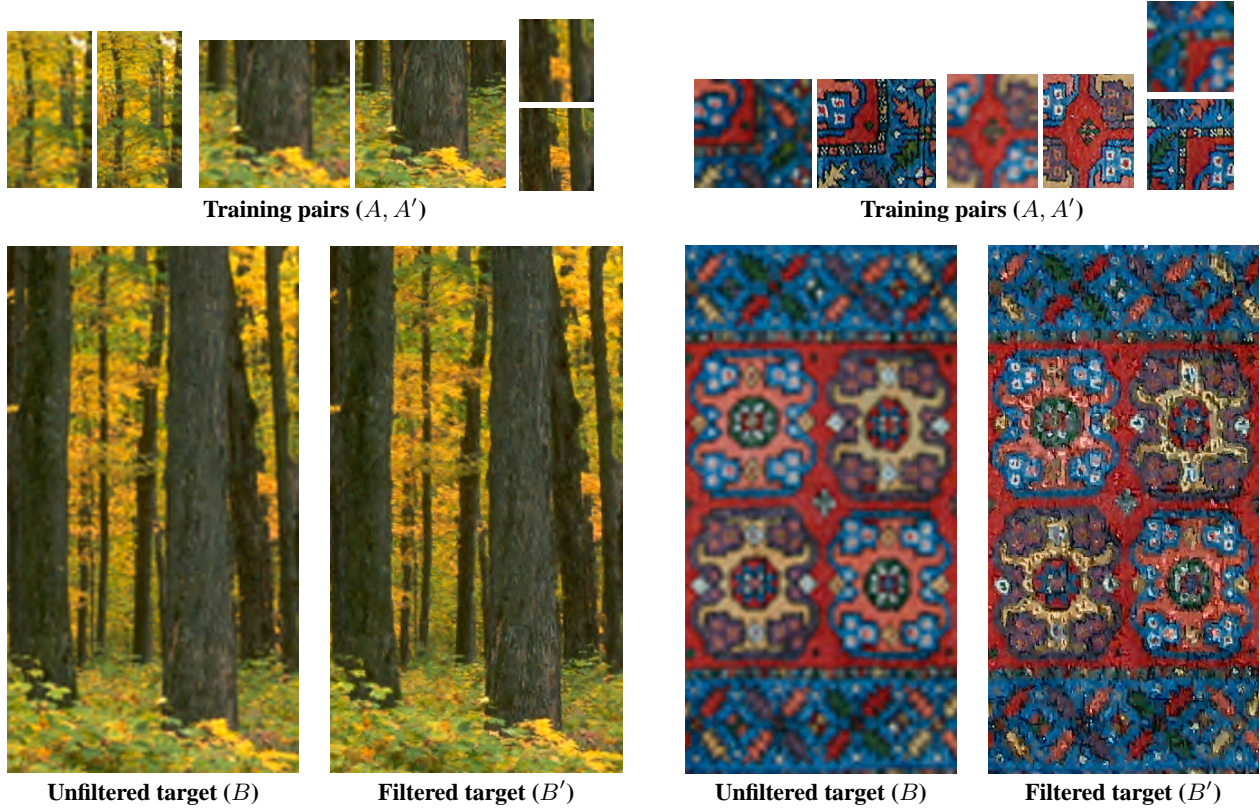 Training pairs (A, A′)
Training pairs (A, A′)
Unfiltered target (B)
Filtered target (B′)
Unfiltered target (B)
Filtered target (B′)